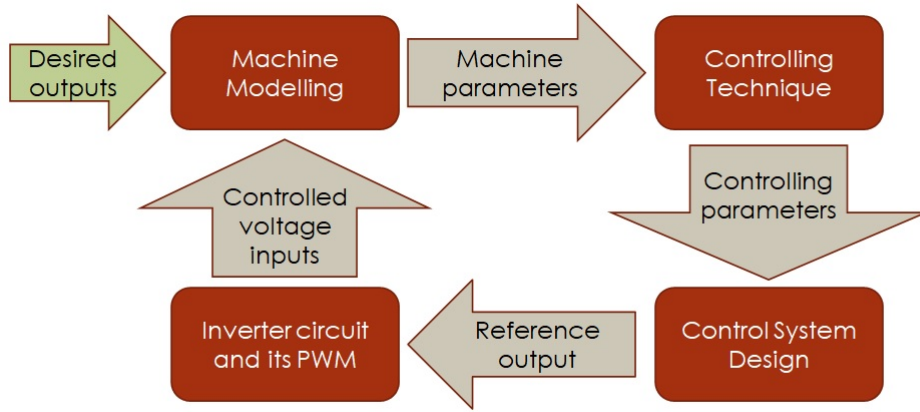 Desired
outputs
Machine
Modelling
Machine
parameters
Controlling
Technique
Controlling
parameters
Control System
Design
Reference
output
Inverter circuit
and its PWM
Controlled
voltage
inputs